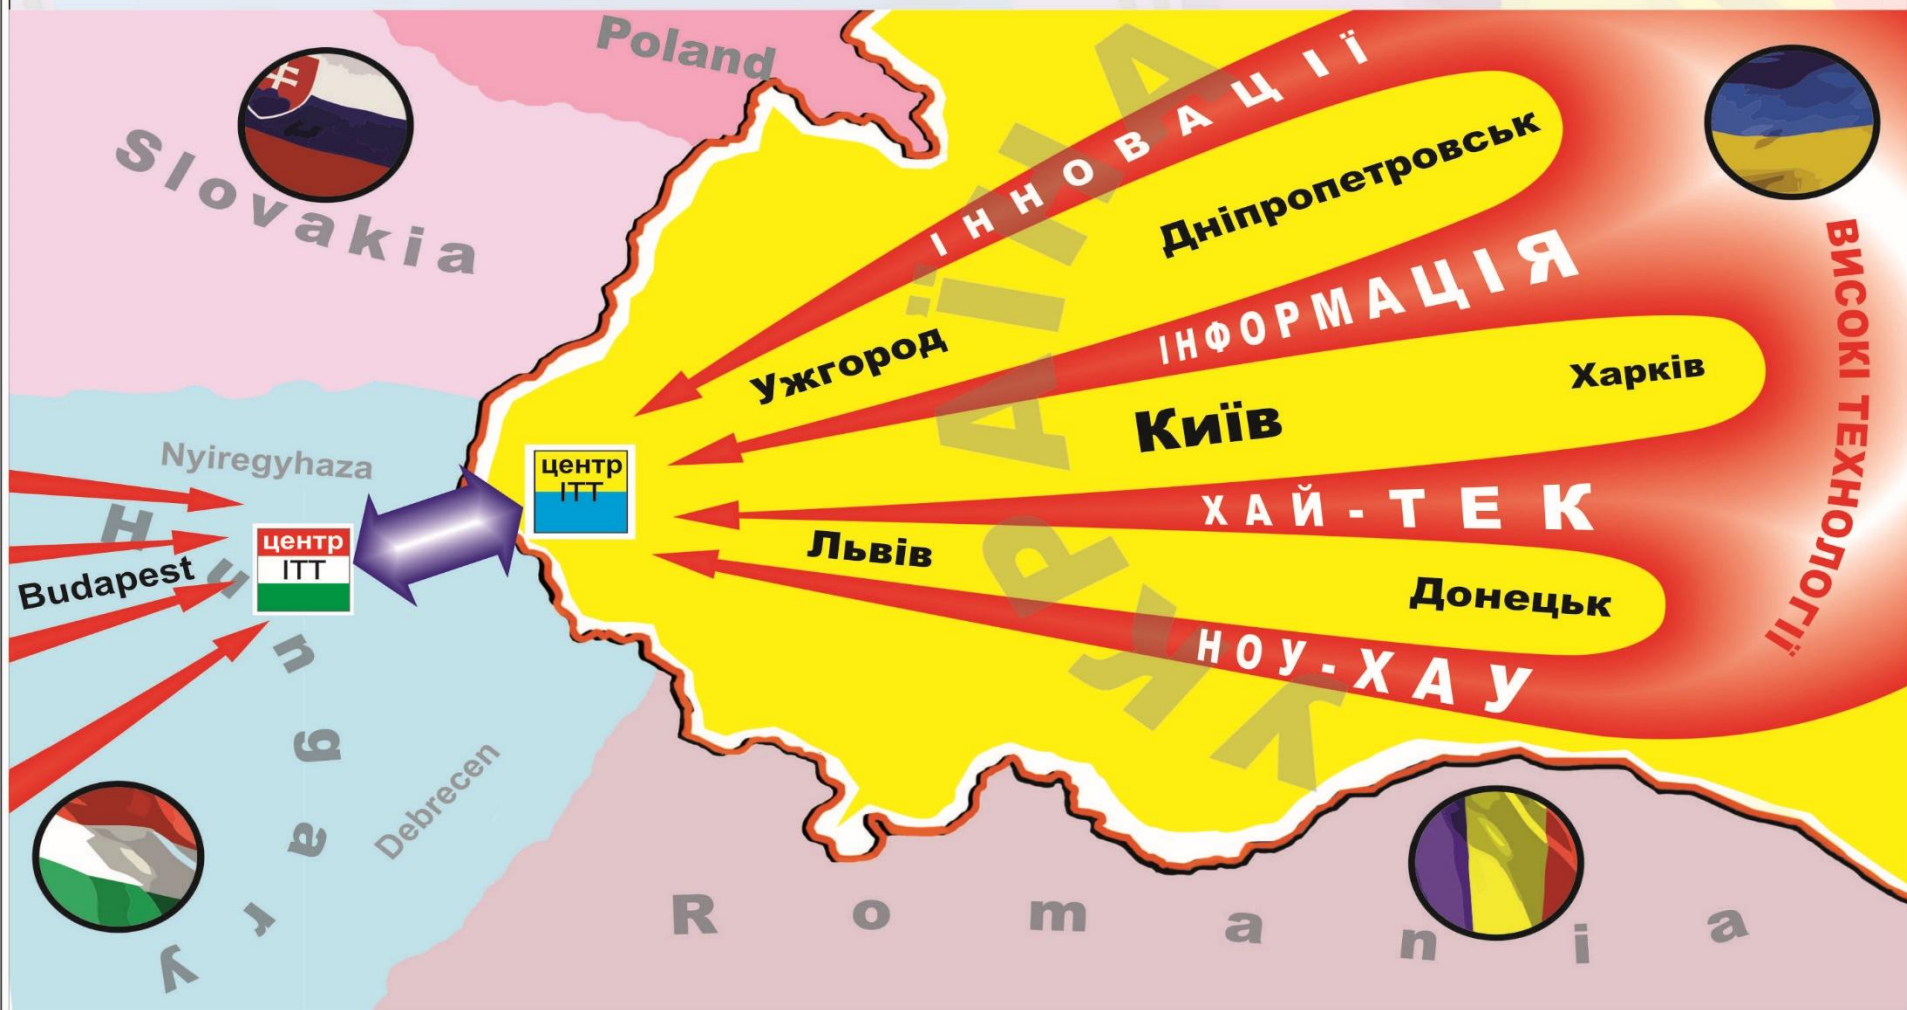 Poland
Slovakia
ІННОВАЦІЇ
Дніпропетровськ
ІНФОРМАЦІЯ
Ужгород
Харків
Київ
ВИСОКІ ТЕХНОЛОГІЇ
УКРАЇНА
Nyiregyhaza
центр
ІТТ
центр
ІТТ
Hungary
Budapest
ХАЙ-ТЕК
Львів
Донецьк
НОУ-ХАУ
Debrecen
Romania